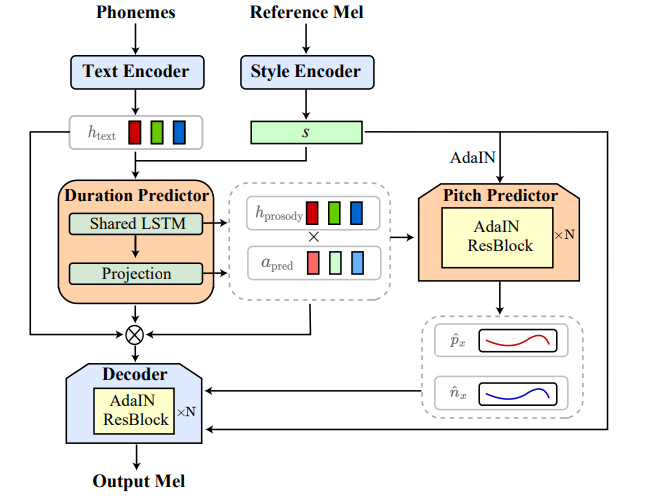 Phonemes
Reference Mel
Text Encoder
Style Encoder
h_text
s
AdaIN
Duration Predictor
Shared LSTM
Projection
h_prosody
×
a_pred
Pitch Predictor
AdaIN
ResBlock
×N
⊗
p̂_x
n̂_x
Decoder
AdaIN
ResBlock
×N
Output Mel